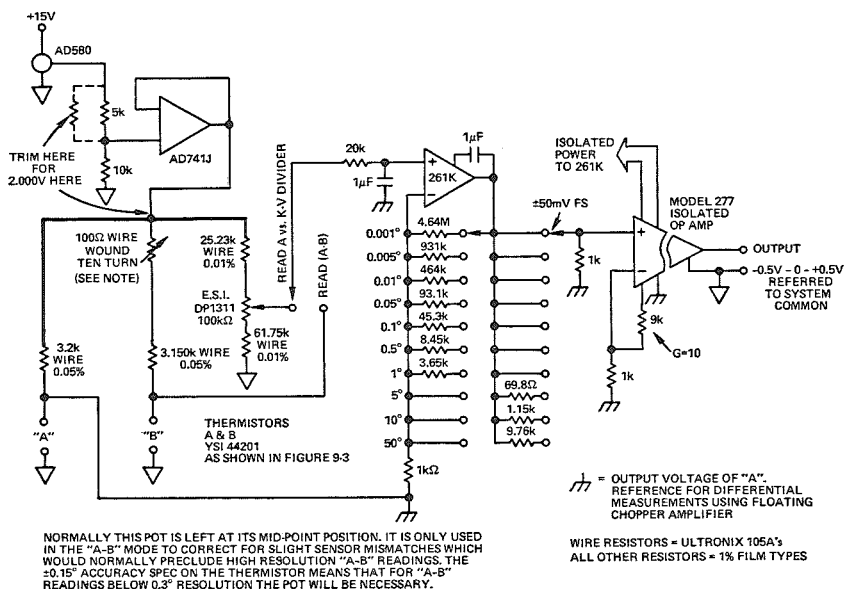 +15V
AD580
5k
10k
AD741J
TRIM HERE
FOR
2.000V HERE
100Ω WIRE
WOUND
TEN TURN
(SEE NOTE)
25.23k
WIRE
0.01%
E.S.I.
DP1311
100kΩ
61.75k
WIRE
0.01%
3.2k
WIRE
0.05%
3.150k WIRE
0.05%
"A"
"B"
THERMISTORS
A & B
YSI 44201
AS SHOWN IN FIGURE 9-3
READ A vs. K-V DIVIDER
READ (A-B)
20k
1μF
+
−
261K
1μF
0.001°
4.64M
0.005°
931k
0.01°
464k
0.05°
93.1k
0.1°
45.3k
0.5°
8.45k
1°
3.65k
5°
69.8Ω
10°
1.15k
50°
9.76k
1kΩ
±50mV FS
1k
ISOLATED
POWER
TO 261K
MODEL 277
ISOLATED
OP AMP
+
−
OUTPUT
-0.5V - 0 - +0.5V
REFERRED
TO SYSTEM
COMMON
9k
G=10
1k
= OUTPUT VOLTAGE OF "A".
REFERENCE FOR DIFFERENTIAL
MEASUREMENTS USING FLOATING
CHOPPER AMPLIFIER
WIRE RESISTORS = ULTRONIX 105A's
ALL OTHER RESISTORS = 1% FILM TYPES
NORMALLY THIS POT IS LEFT AT ITS MID-POINT POSITION. IT IS ONLY USED
IN THE "A-B" MODE TO CORRECT FOR SLIGHT SENSOR MISMATCHES WHICH
WOULD NORMALLY PRECLUDE HIGH RESOLUTION "A-B" READINGS. THE
±0.15° ACCURACY SPEC ON THE THERMISTOR MEANS THAT FOR "A-B"
READINGS BELOW 0.3° RESOLUTION THE POT WILL BE NECESSARY.